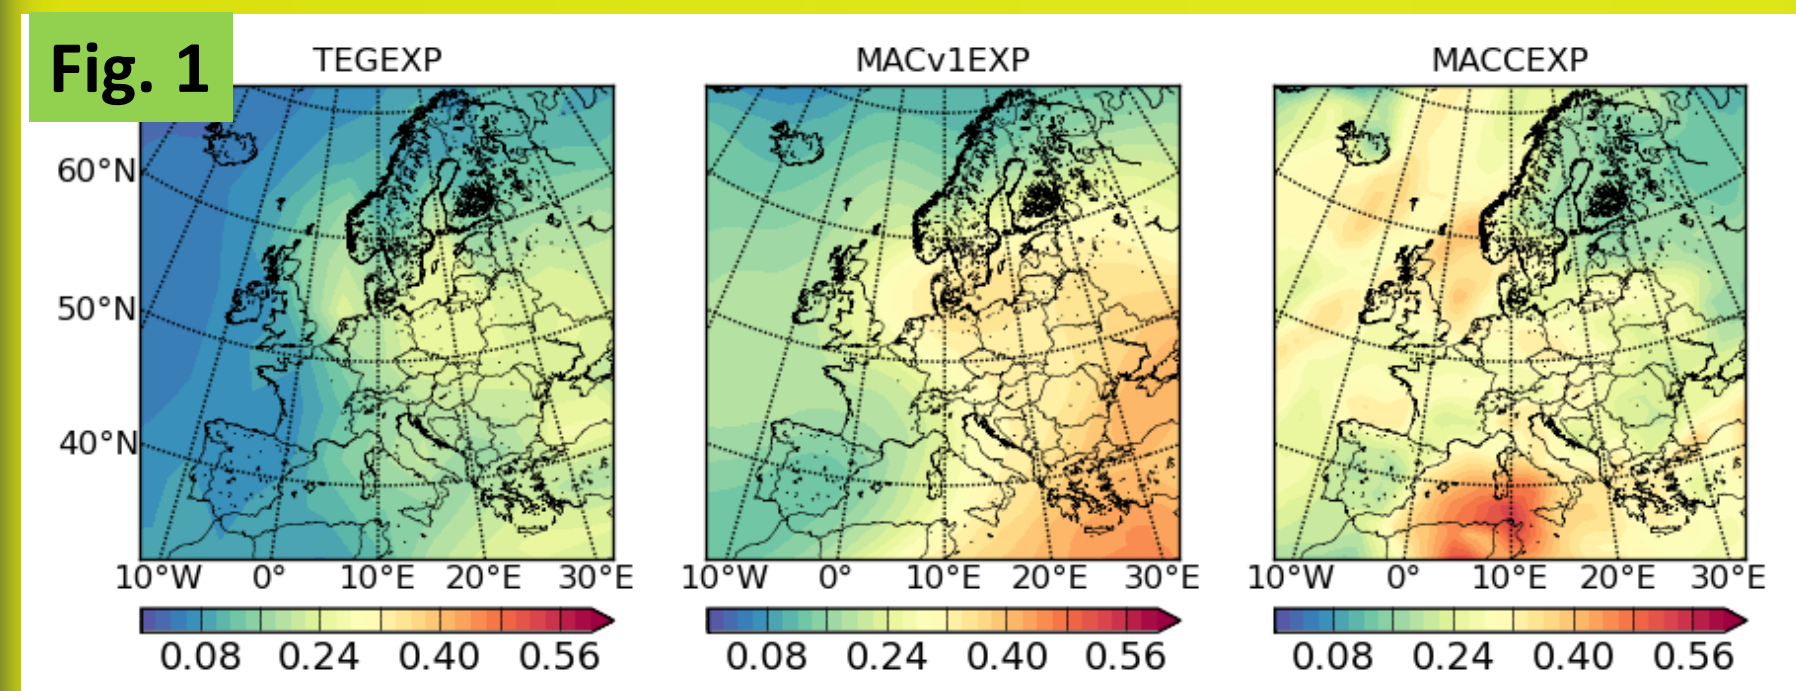 Fig. 1
TEGEXP MACv1EXP MACCEXP
60°N
50°N
40°N
10°W 0° 10°E 20°E 30°E 10°W 0° 10°E 20°E 30°E 10°W 0° 10°E 20°E 30°E
0.08 0.24 0.40 0.56 0.08 0.24 0.40 0.56 0.08 0.24 0.40 0.56